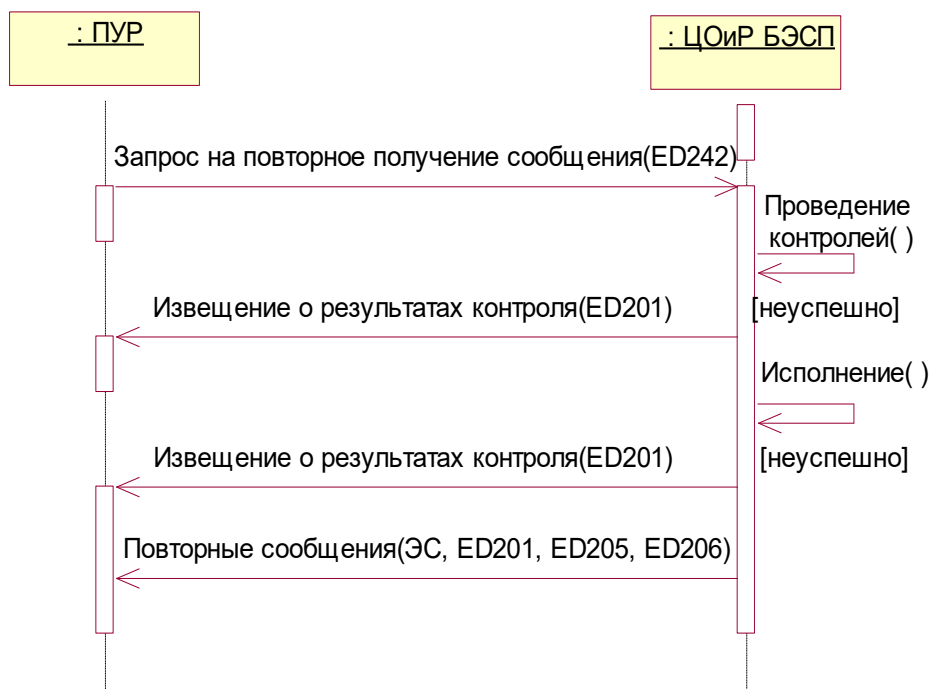 : ПУР
: ЦОиР БЭСП
Запрос на повторное получение сообщения(ED242)
Проведение
контролей( )
Извещение о результатах контроля(ED201)
[неуспешно]
Исполнение( )
Извещение о результатах контроля(ED201)
[неуспешно]
Повторные сообщения(ЭС, ED201, ED205, ED206)